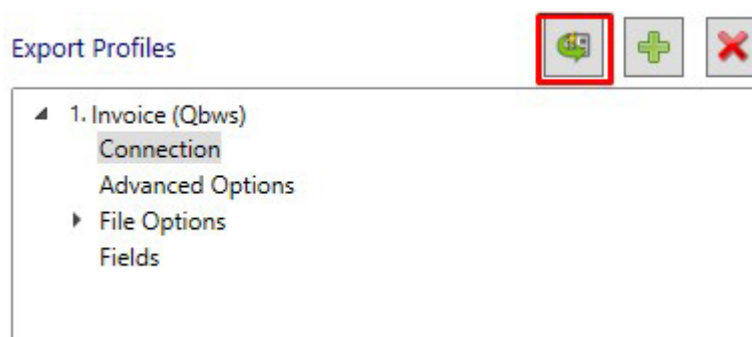 Export Profiles
1. Invoice (Qbws)
Connection
Advanced Options
File Options
Fields